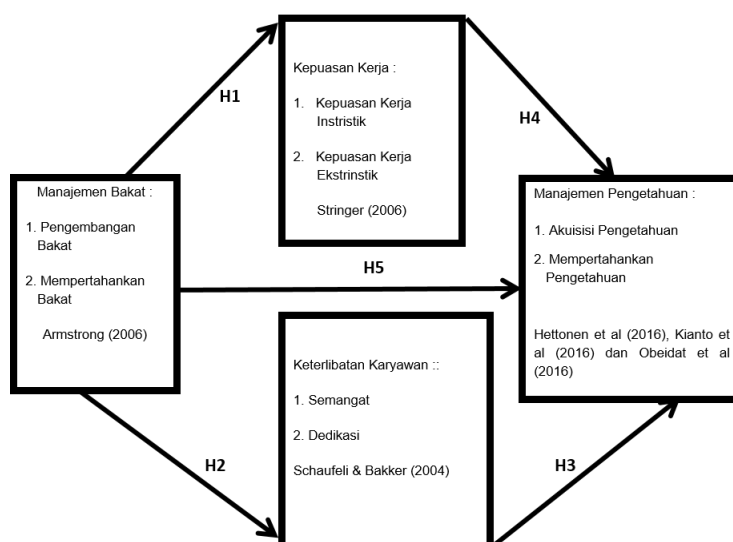 Kepuasan Kerja :
1. Kepuasan Kerja
Instristik
2. Kepuasan Kerja
Ekstrinstik
Stringer (2006)
H1
H4
Manajemen Bakat :
1. Pengembangan
Bakat
2. Mempertahankan
Bakat
Armstrong (2006)
H5
Manajemen Pengetahuan :
1. Akuisisi Pengetahuan
2. Mempertahankan
Pengetahuan
Hettonen et al (2016), Kianto et
al (2016) dan Obeidat et al
(2016)
Keterlibatan Karyawan ::
1. Semangat
2. Dedikasi
Schaufeli & Bakker (2004)
H2
H3